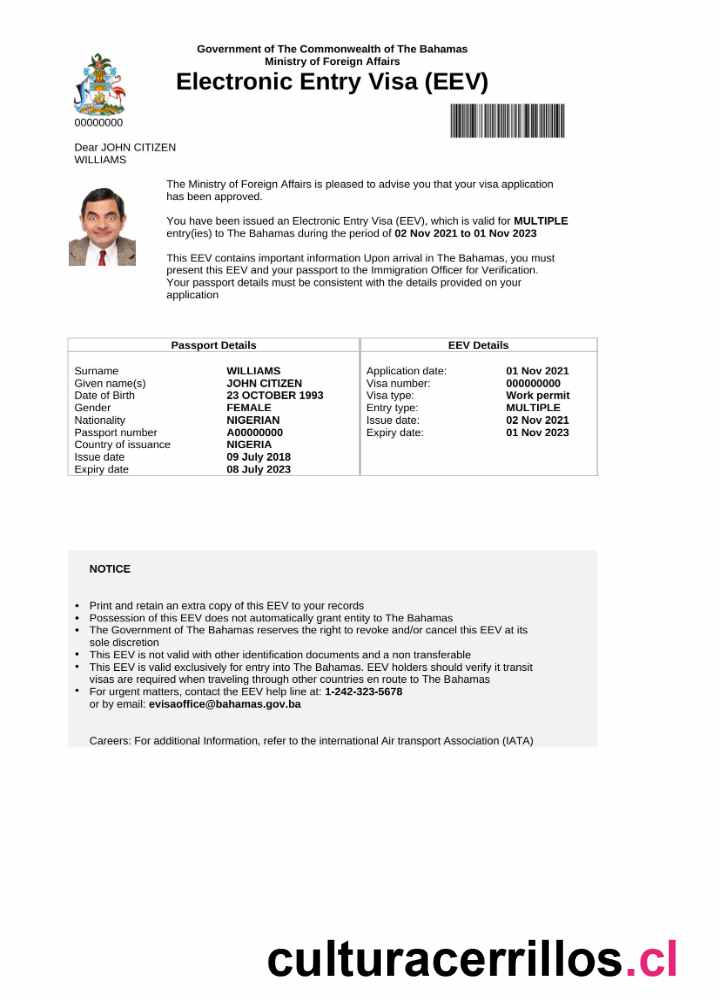 Government of The Commonwealth of The Bahamas
Ministry of Foreign Affairs
Electronic Entry Visa (EEV)
00000000
Dear JOHN CITIZEN
WILLIAMS
The Ministry of Foreign Affairs is pleased to advise you that your visa application
has been approved.
You have been issued an Electronic Entry Visa (EEV), which is valid for MULTIPLE
entry(ies) to The Bahamas during the period of 02 Nov 2021 to 01 Nov 2023
This EEV contains important information Upon arrival in The Bahamas, you must
present this EEV and your passport to the Immigration Officer for Verification.
Your passport details must be consistent with the details provided on your
application
Passport Details
Surname WILLIAMS
Given name(s) JOHN CITIZEN
Date of Birth 23 OCTOBER 1993
Gender FEMALE
Nationality NIGERIAN
Passport number A00000000
Country of issuance NIGERIA
Issue date 09 July 2018
Expiry date 08 July 2023
EEV Details
Application date: 01 Nov 2021
Visa number: 000000000
Visa type: Work permit
Entry type: MULTIPLE
Issue date: 02 Nov 2021
Expiry date: 01 Nov 2023
NOTICE
• Print and retain an extra copy of this EEV to your records
• Possession of this EEV does not automatically grant entity to The Bahamas
• The Government of The Bahamas reserves the right to revoke and/or cancel this EEV at its
sole discretion
• This EEV is not valid with other identification documents and a non transferable
• This EEV is valid exclusively for entry into The Bahamas. EEV holders should verify it transit
visas are required when traveling through other countries en route to The Bahamas
• For urgent matters, contact the EEV help line at: 1-242-323-5678
or by email: evisaoffice@bahamas.gov.ba
Careers: For additional Information, refer to the international Air transport Association (IATA)
culturacerrillos.cl